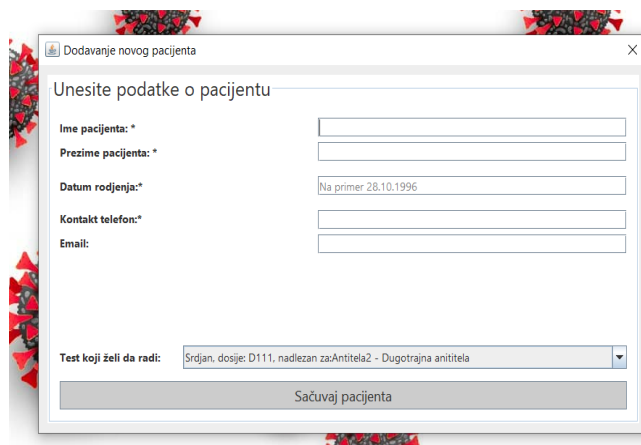 Dodavanje novog pacijenta
Unesite podatke o pacijentu
Ime pacijenta: *
Prezime pacijenta: *
Datum rodjenja:* Na primer 28.10.1996
Kontakt telefon:*
Email:
Test koji želi da radi: Srdjan, dosije: D111, nadlezan za:Antitela2 - Dugotrajna anititela
Sačuvaj pacijenta